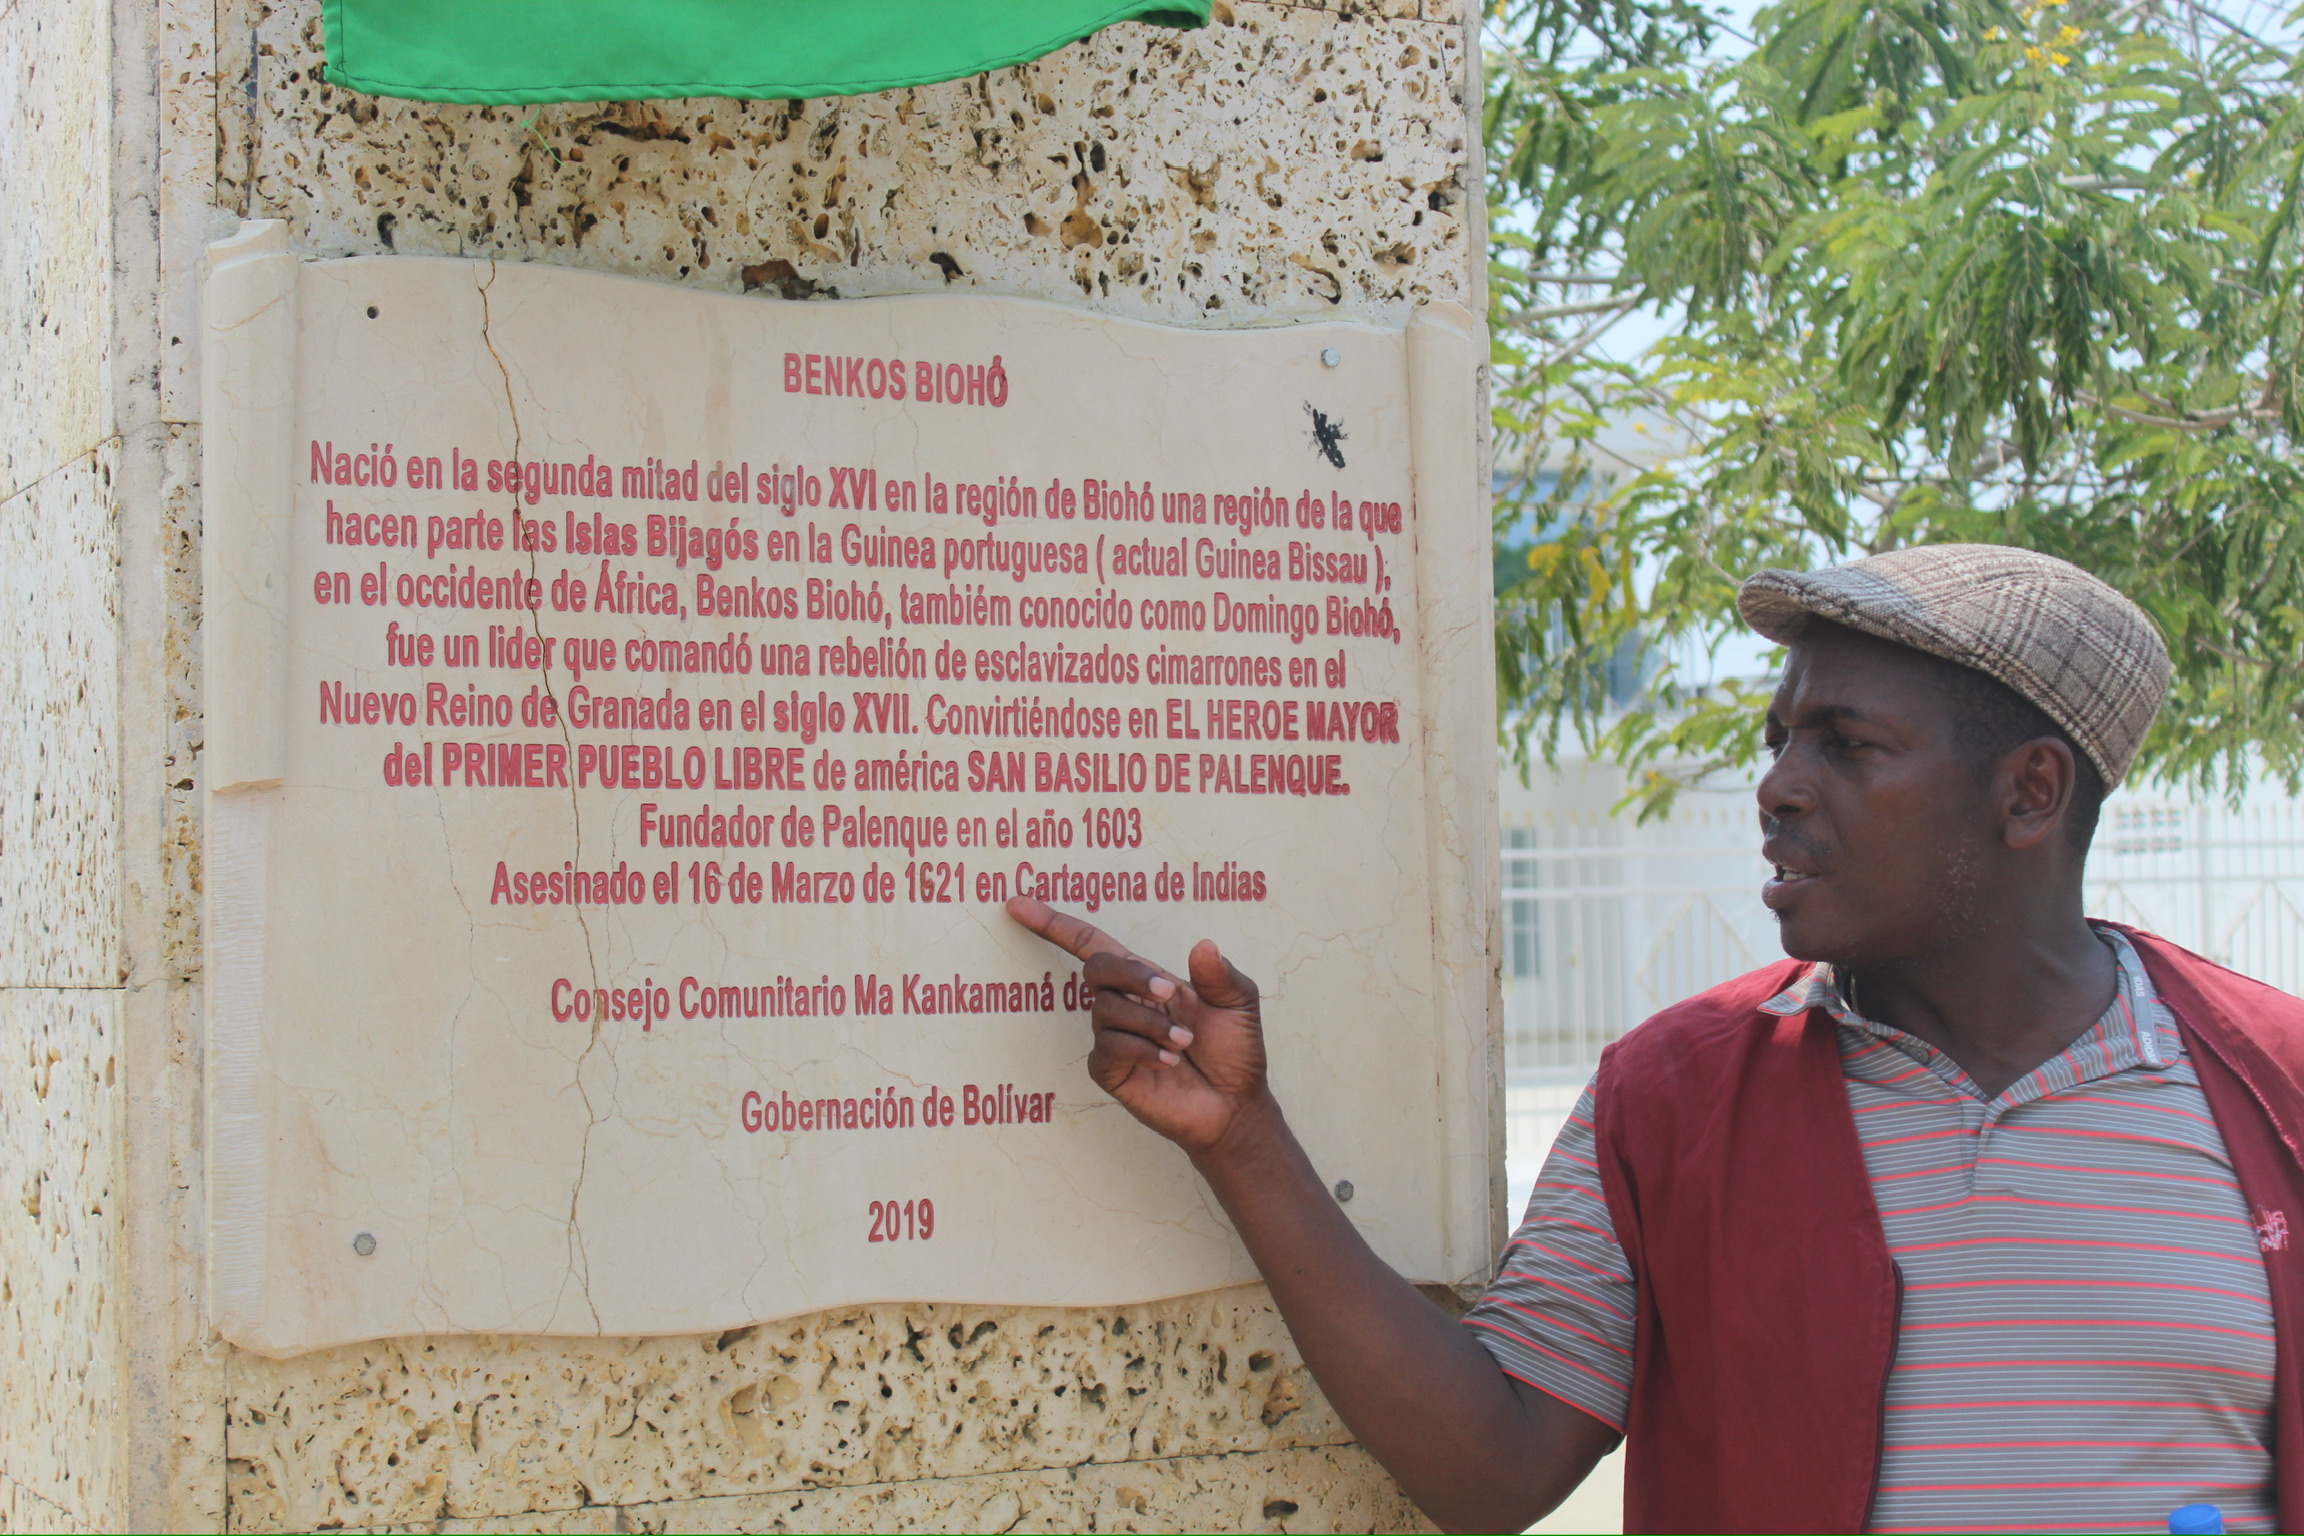 BENKOS BIOHÓ
Nació en la segunda mitad del siglo XVI en la región de Biohó una región de la que
hacen parte las Islas Bijagós en la Guinea portuguesa ( actual Guinea Bissau ),
en el occidente de África, Benkos Biohó, tambiém conocido como Domingo Biohó,
fue un lider que comandó una rebelión de esclavizados cimarrones en el
Nuevo Reino de Granada en el siglo XVII. Convirtiéndose en EL HEROE MAYOR
del PRIMER PUEBLO LIBRE de américa SAN BASILIO DE PALENQUE.
Fundador de Palenque en el año 1603
Asesinado el 16 de Marzo de 1621 en Cartagena de Indias
Consejo Comunitario Ma Kankamaná de
Gobernación de Bolívar
2019
ADIDAS